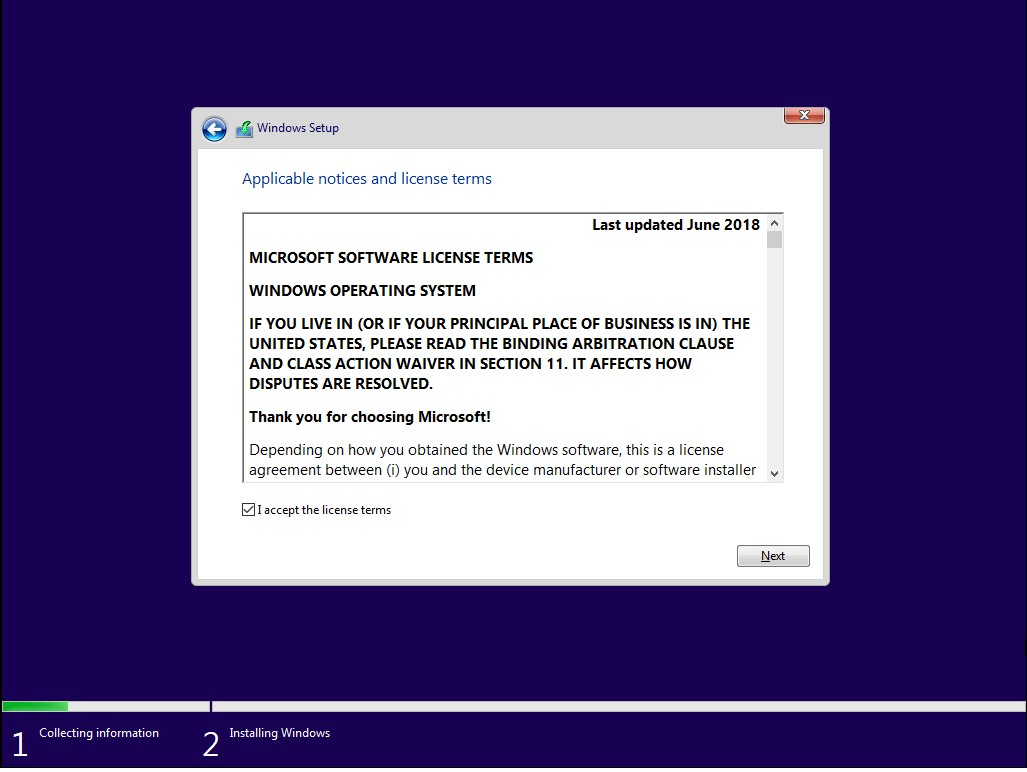 Windows Setup
Applicable notices and license terms
Last updated June 2018
MICROSOFT SOFTWARE LICENSE TERMS
WINDOWS OPERATING SYSTEM
IF YOU LIVE IN (OR IF YOUR PRINCIPAL PLACE OF BUSINESS IS IN) THE
UNITED STATES, PLEASE READ THE BINDING ARBITRATION CLAUSE
AND CLASS ACTION WAIVER IN SECTION 11. IT AFFECTS HOW
DISPUTES ARE RESOLVED.
Thank you for choosing Microsoft!
Depending on how you obtained the Windows software, this is a license
agreement between (i) you and the device manufacturer or software installer
I accept the license terms
Next
1 Collecting information
2 Installing Windows